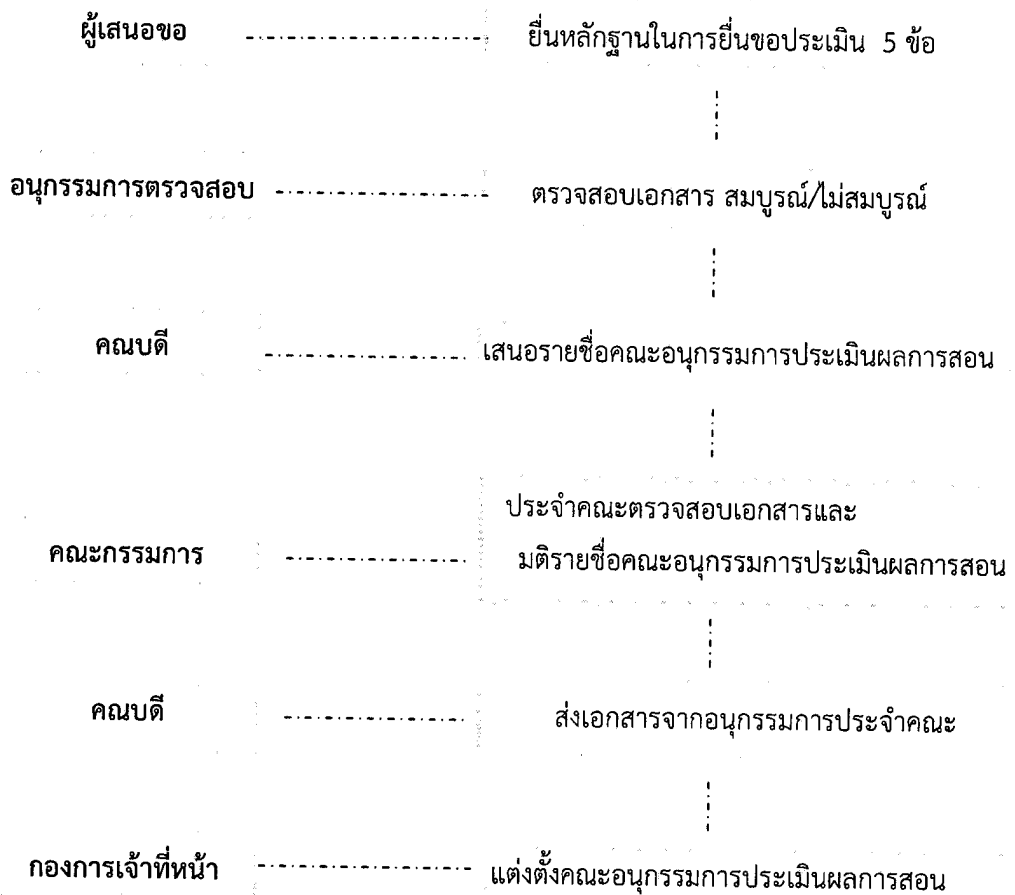 ผู้เสนอขอ
ยื่นหลักฐานในการยื่นขอประเมิน 5 ข้อ
อนุกรรมการตรวจสอบ
ตรวจสอบเอกสาร สมบูรณ์/ไม่สมบูรณ์
คณบดี
เสนอรายชื่อคณะอนุกรรมการประเมินผลการสอน
คณะกรรมการ
ประจำคณะตรวจสอบเอกสารและ
มติรายชื่อคณะอนุกรรมการประเมินผลการสอน
คณบดี
ส่งเอกสารจากอนุกรรมการประจำคณะ
กองการเจ้าที่หน้า
แต่งตั้งคณะอนุกรรมการประเมินผลการสอน